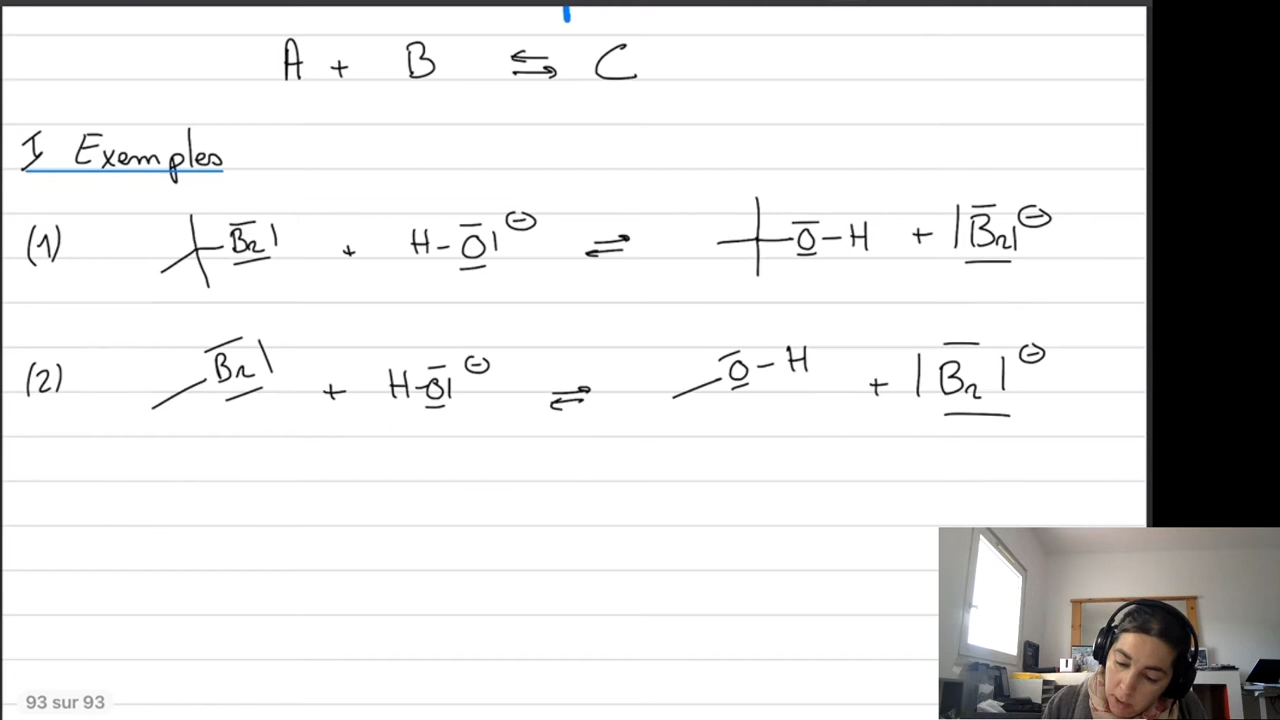 A + B ⇆ C
I Exemples
(1) Br + H-O ⊖ ⇌ O-H + Br ⊖
(2) Br + H-O ⊖ ⇌ O-H + Br ⊖
93 sur 93